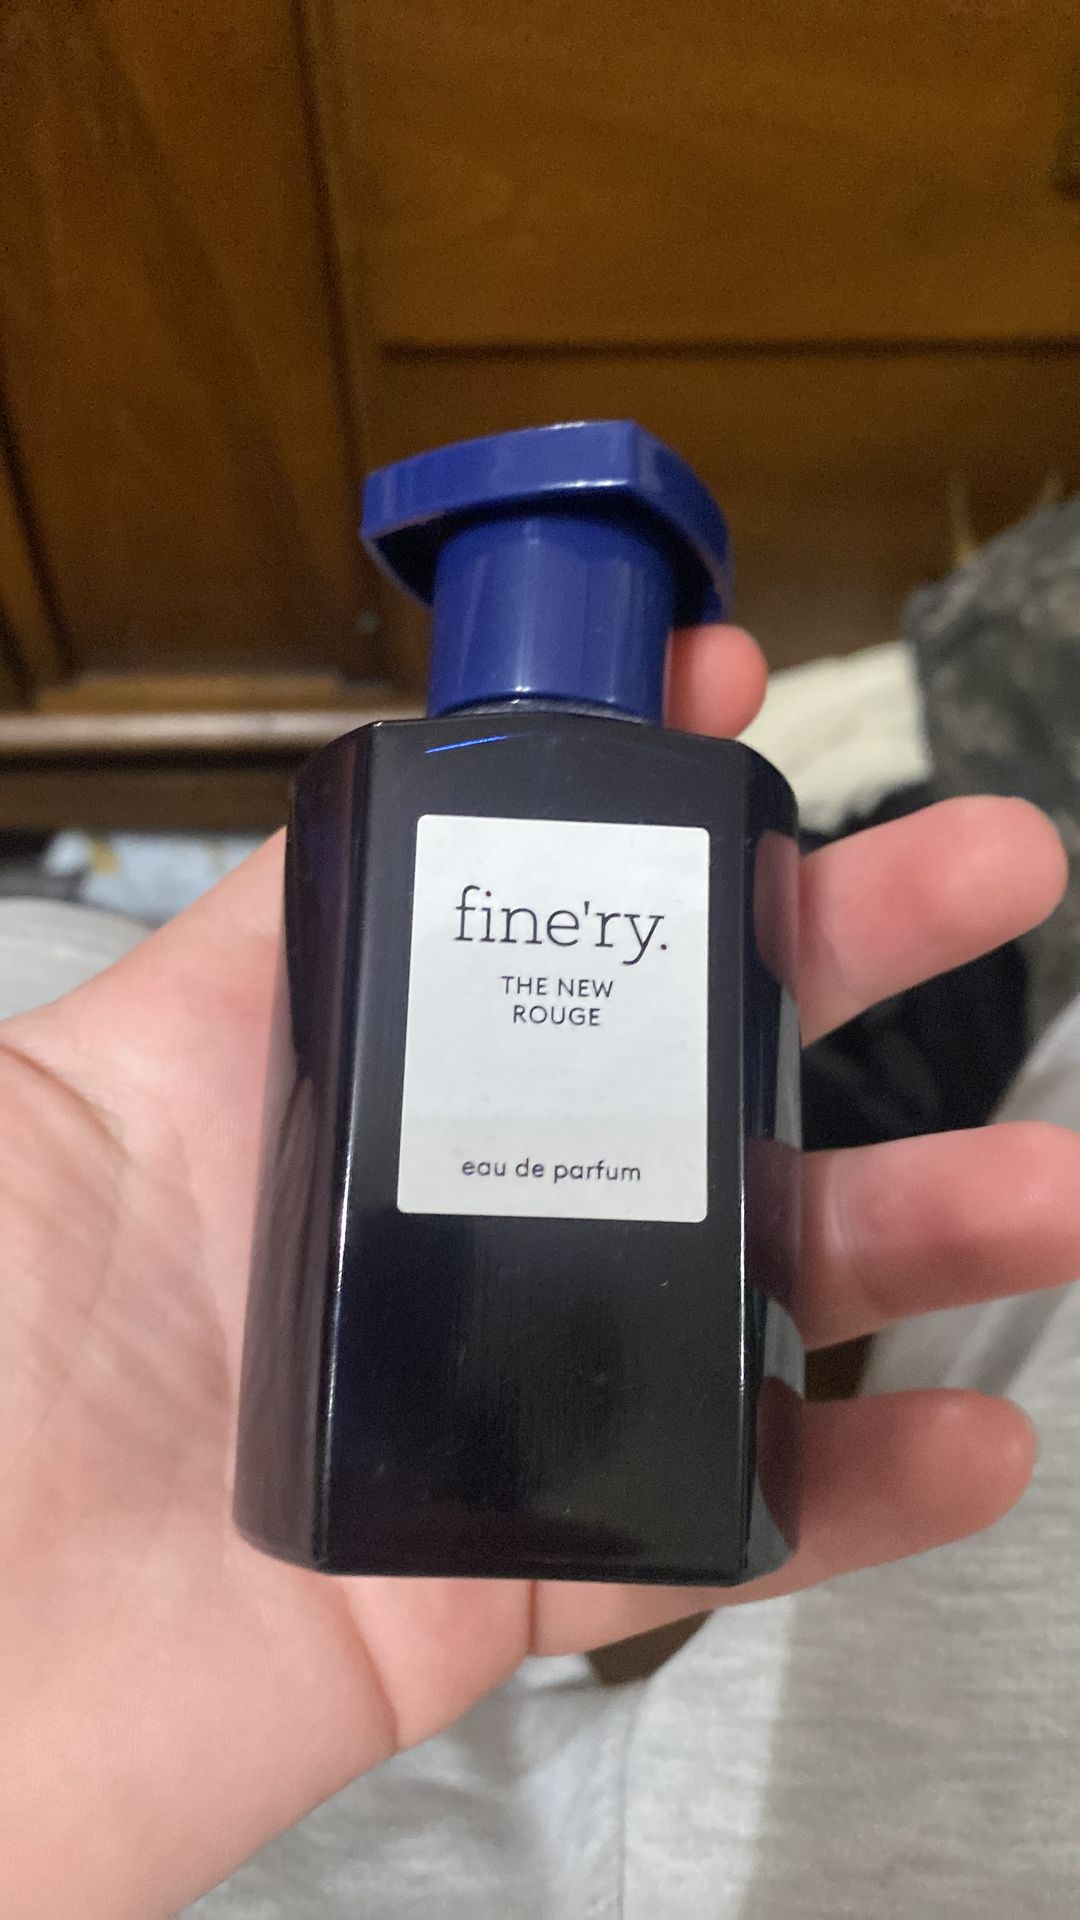 fine'ry.
THE NEW
ROUGE
eau de parfum